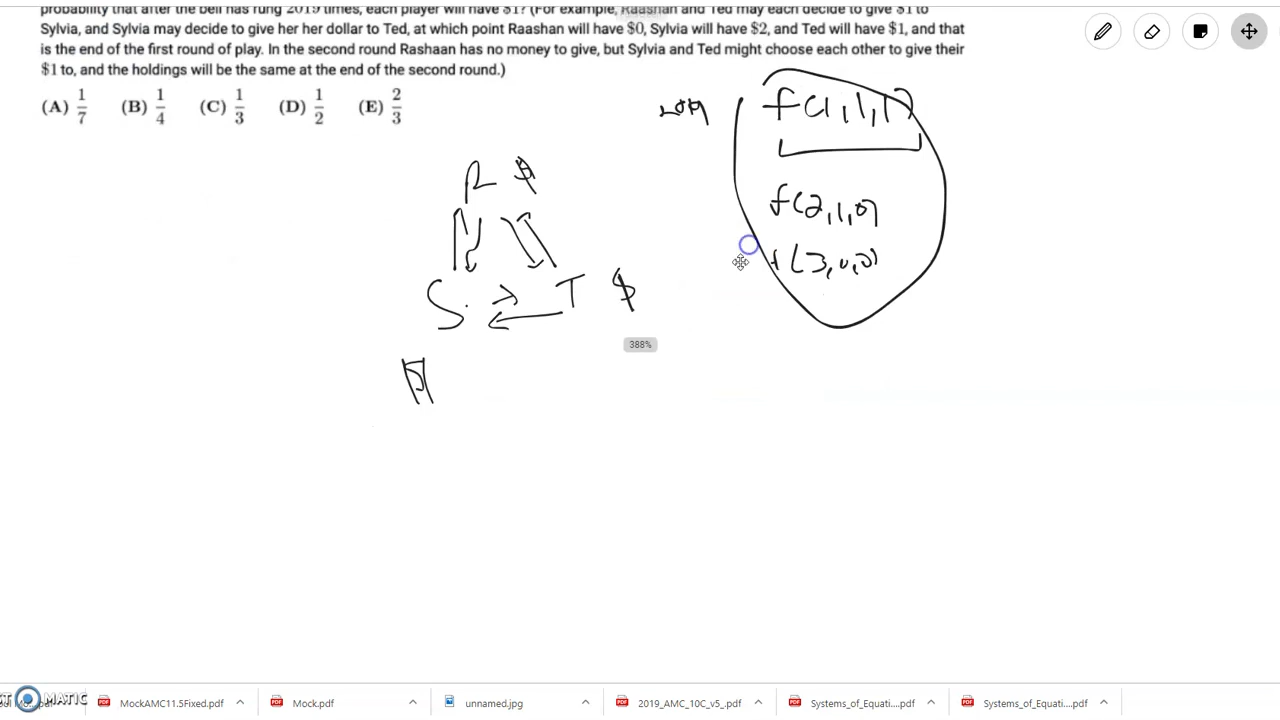 probability that after the bell has rung 2019 times, each player will have $1? (For example, Raashan and Ted may each decide to give $1 to
Sylvia, and Sylvia may decide to give her her dollar to Ted, at which point Raashan will have $0, Sylvia will have $2, and Ted will have $1, and that
is the end of the first round of play. In the second round Rashaan has no money to give, but Sylvia and Ted might choose each other to give their
$1 to, and the holdings will be the same at the end of the second round.)
(A) 1/7 (B) 1/4 (C) 1/3 (D) 1/2 (E) 2/3
2019 f(1,1,1)
f(2,1,0)
f(3,0,0)
R $
S T $
388%
MATIC
MockAMC11.5Fixed.pdf
Mock.pdf
unnamed.jpg
2019_AMC_10C_v5_.pdf
Systems_of_Equati....pdf
Systems_of_Equati....pdf